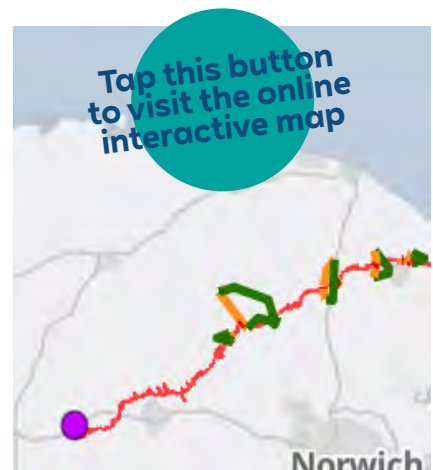 Tap this button
to visit the online
interactive map
Norwich